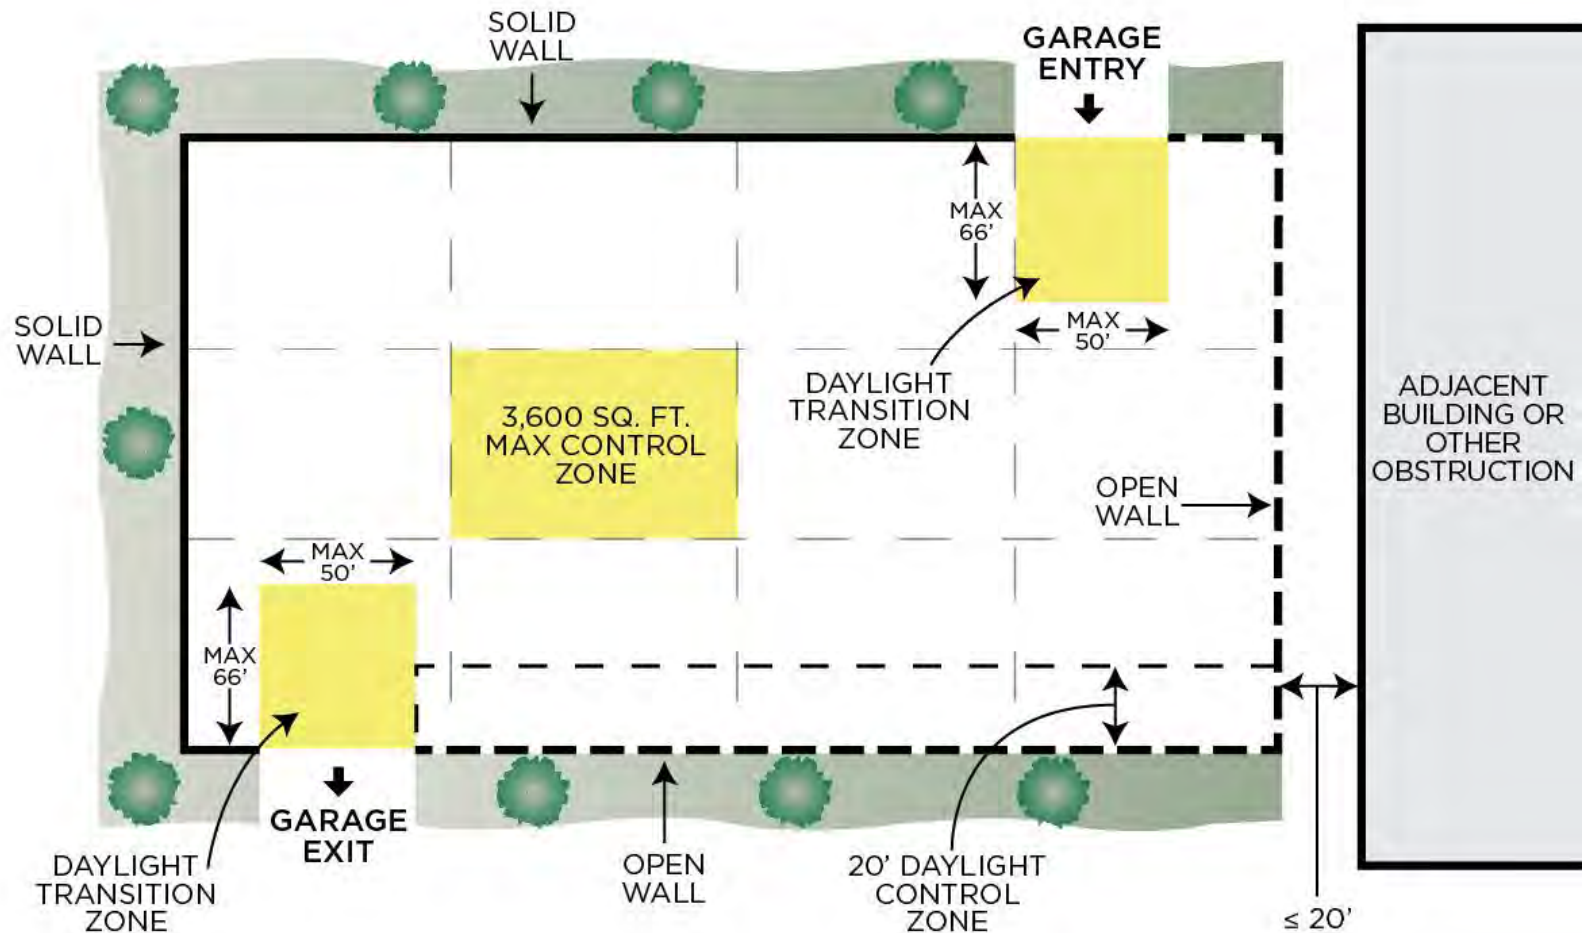 SOLID
WALL
GARAGE
ENTRY
MAX
66'
MAX
50'
SOLID
WALL
DAYLIGHT
TRANSITION
ZONE
3,600 SQ. FT.
MAX CONTROL
ZONE
ADJACENT
BUILDING OR
OTHER
OBSTRUCTION
OPEN
WALL
MAX
50'
MAX
66'
GARAGE
EXIT
DAYLIGHT
TRANSITION
ZONE
OPEN
WALL
20' DAYLIGHT
CONTROL
ZONE
≤ 20'